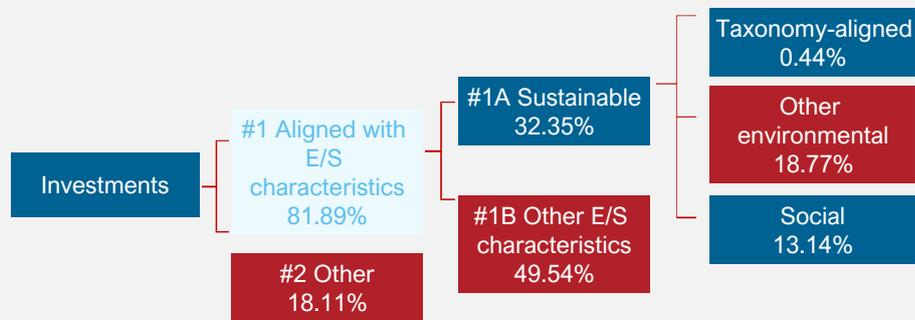 Investments
#1 Aligned with
E/S
characteristics
81.89%
#2 Other
18.11%
#1A Sustainable
32.35%
#1B Other E/S
characteristics
49.54%
Taxonomy-aligned
0.44%
Other
environmental
18.77%
Social
13.14%